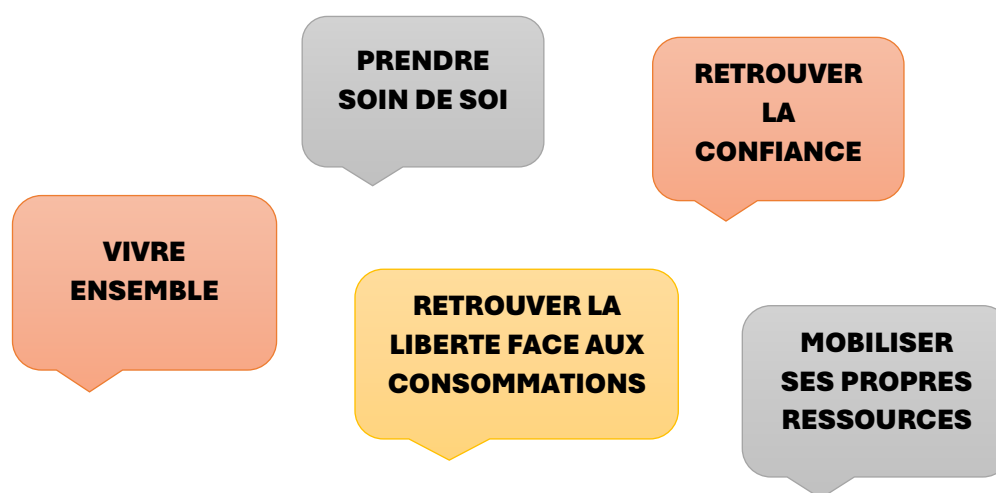 PRENDRE
SOIN DE SOI
RETROUVER
LA
CONFIANCE
VIVRE
ENSEMBLE
RETROUVER LA
LIBERTE FACE AUX
CONSOMMATIONS
MOBILISER
SES PROPRES
RESSOURCES